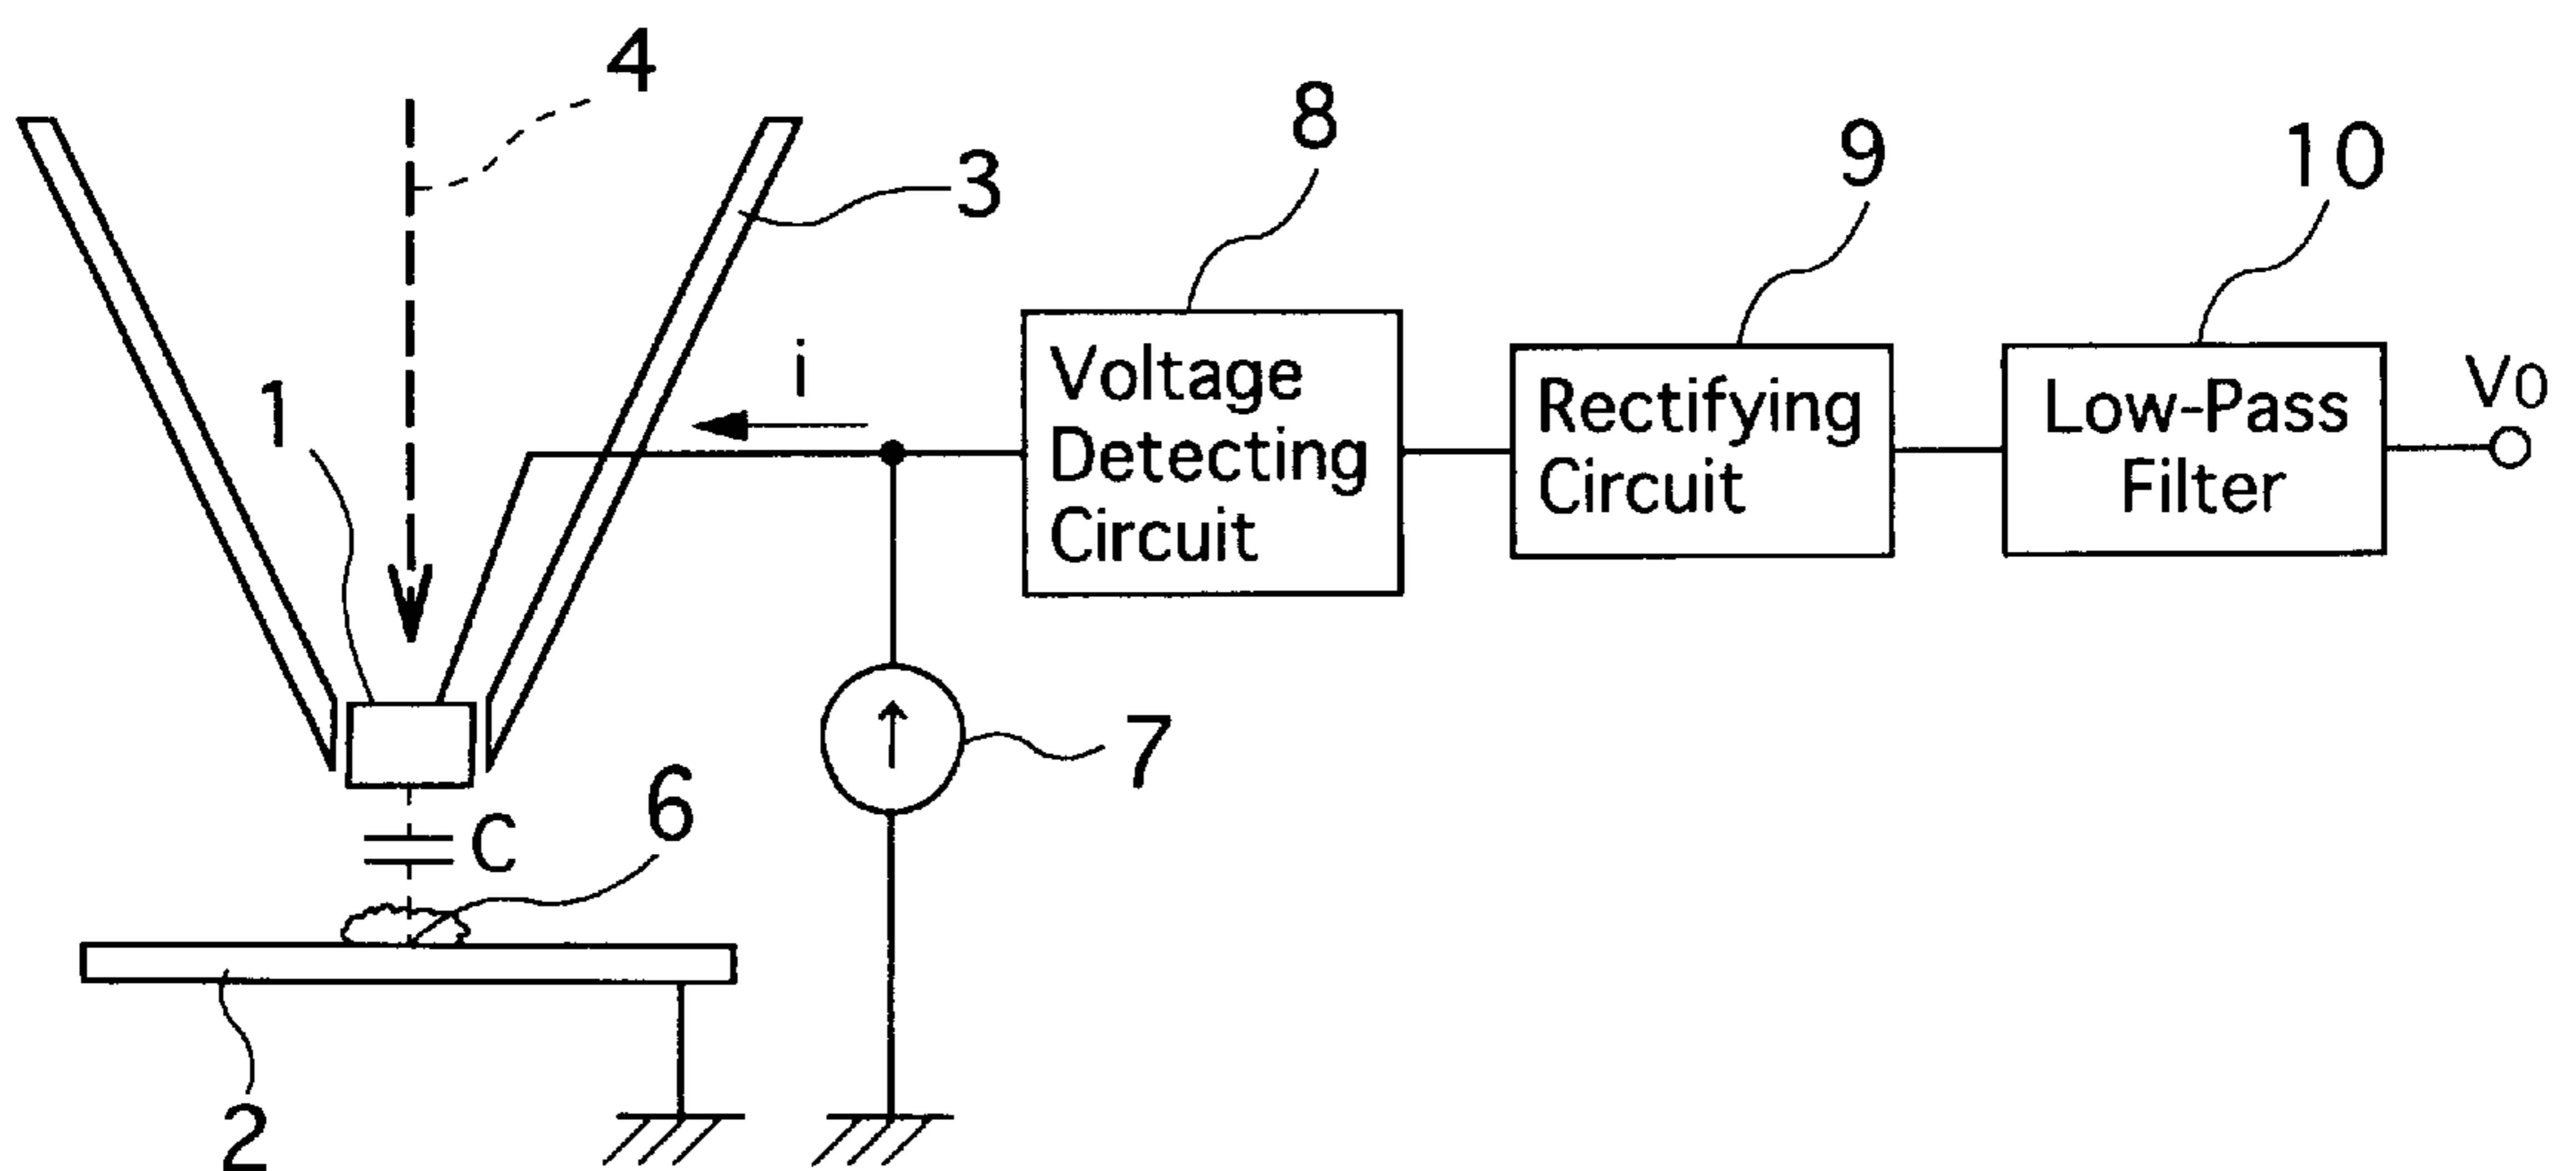 4
8
9
10
3
i
1
Voltage
Detecting
Circuit
Rectifying
Circuit
Low-Pass
Filter
V0
7
6
C
2